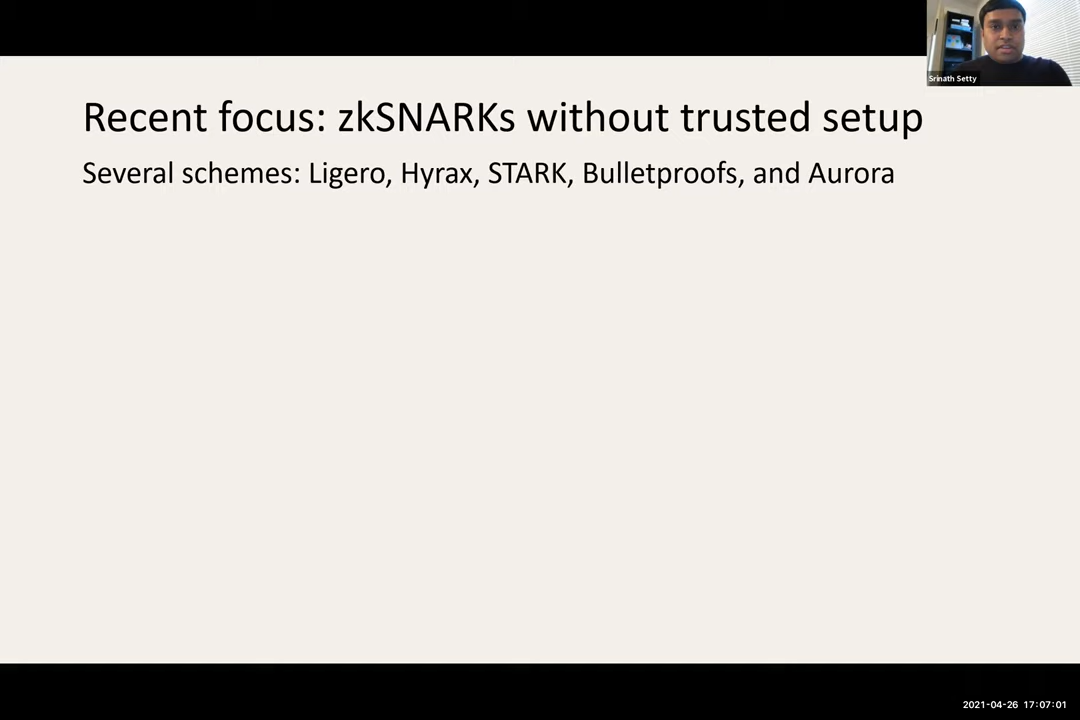 Srinath Setty
Recent focus: zkSNARKs without trusted setup
Several schemes: Ligero, Hyrax, STARK, Bulletproofs, and Aurora
2021-04-26 17:07:01